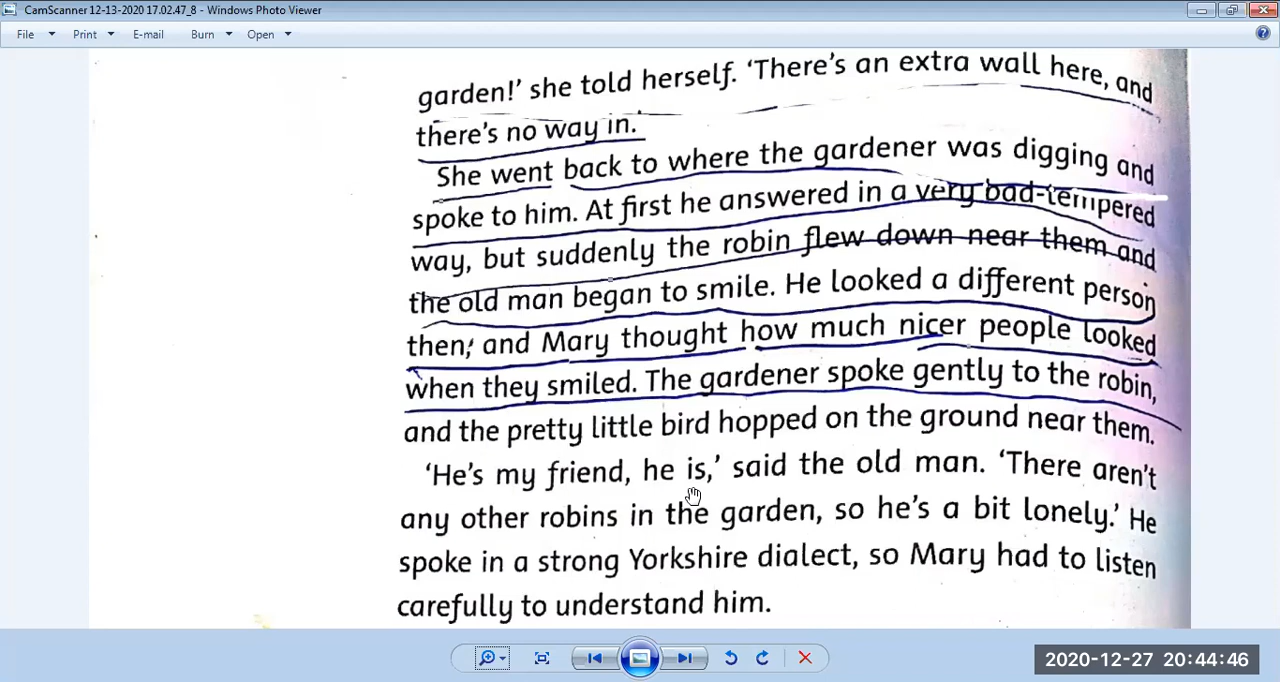 CamScanner 12-13-2020 17.02.47_8 - Windows Photo Viewer
File Print E-mail Burn Open
garden!' she told herself. 'There's an extra wall here, and
there's no way in.
She went back to where the gardener was digging and
spoke to him. At first he answered in a very bad-tempered
way, but suddenly the robin flew down near them and
the old man began to smile. He looked a different person
then, and Mary thought how much nicer people looked
when they smiled. The gardener spoke gently to the robin,
and the pretty little bird hopped on the ground near them.
'He's my friend, he is,' said the old man. 'There aren't
any other robins in the garden, so he's a bit lonely.' He
spoke in a strong Yorkshire dialect, so Mary had to listen
carefully to understand him.
2020-12-27 20:44:46